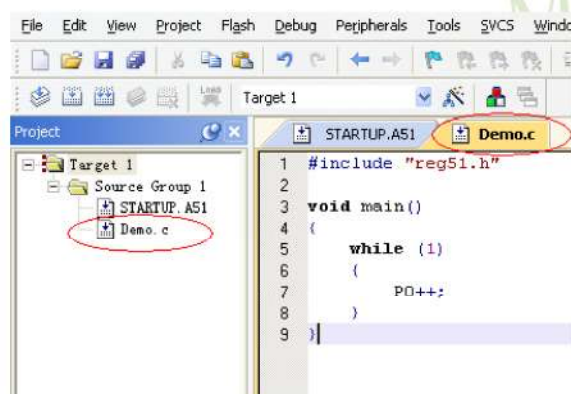 File Edit View Project Flash Debug Peripherals Tools SVCS Windo
Target 1
Project
STARTUP.A51 Demo.c
Target 1
Source Group 1
STARTUP.A51
Demo.c
1 #include "reg51.h"
2
3 void main()
4 {
5 while (1)
6 {
7 P0++;
8 }
9 }